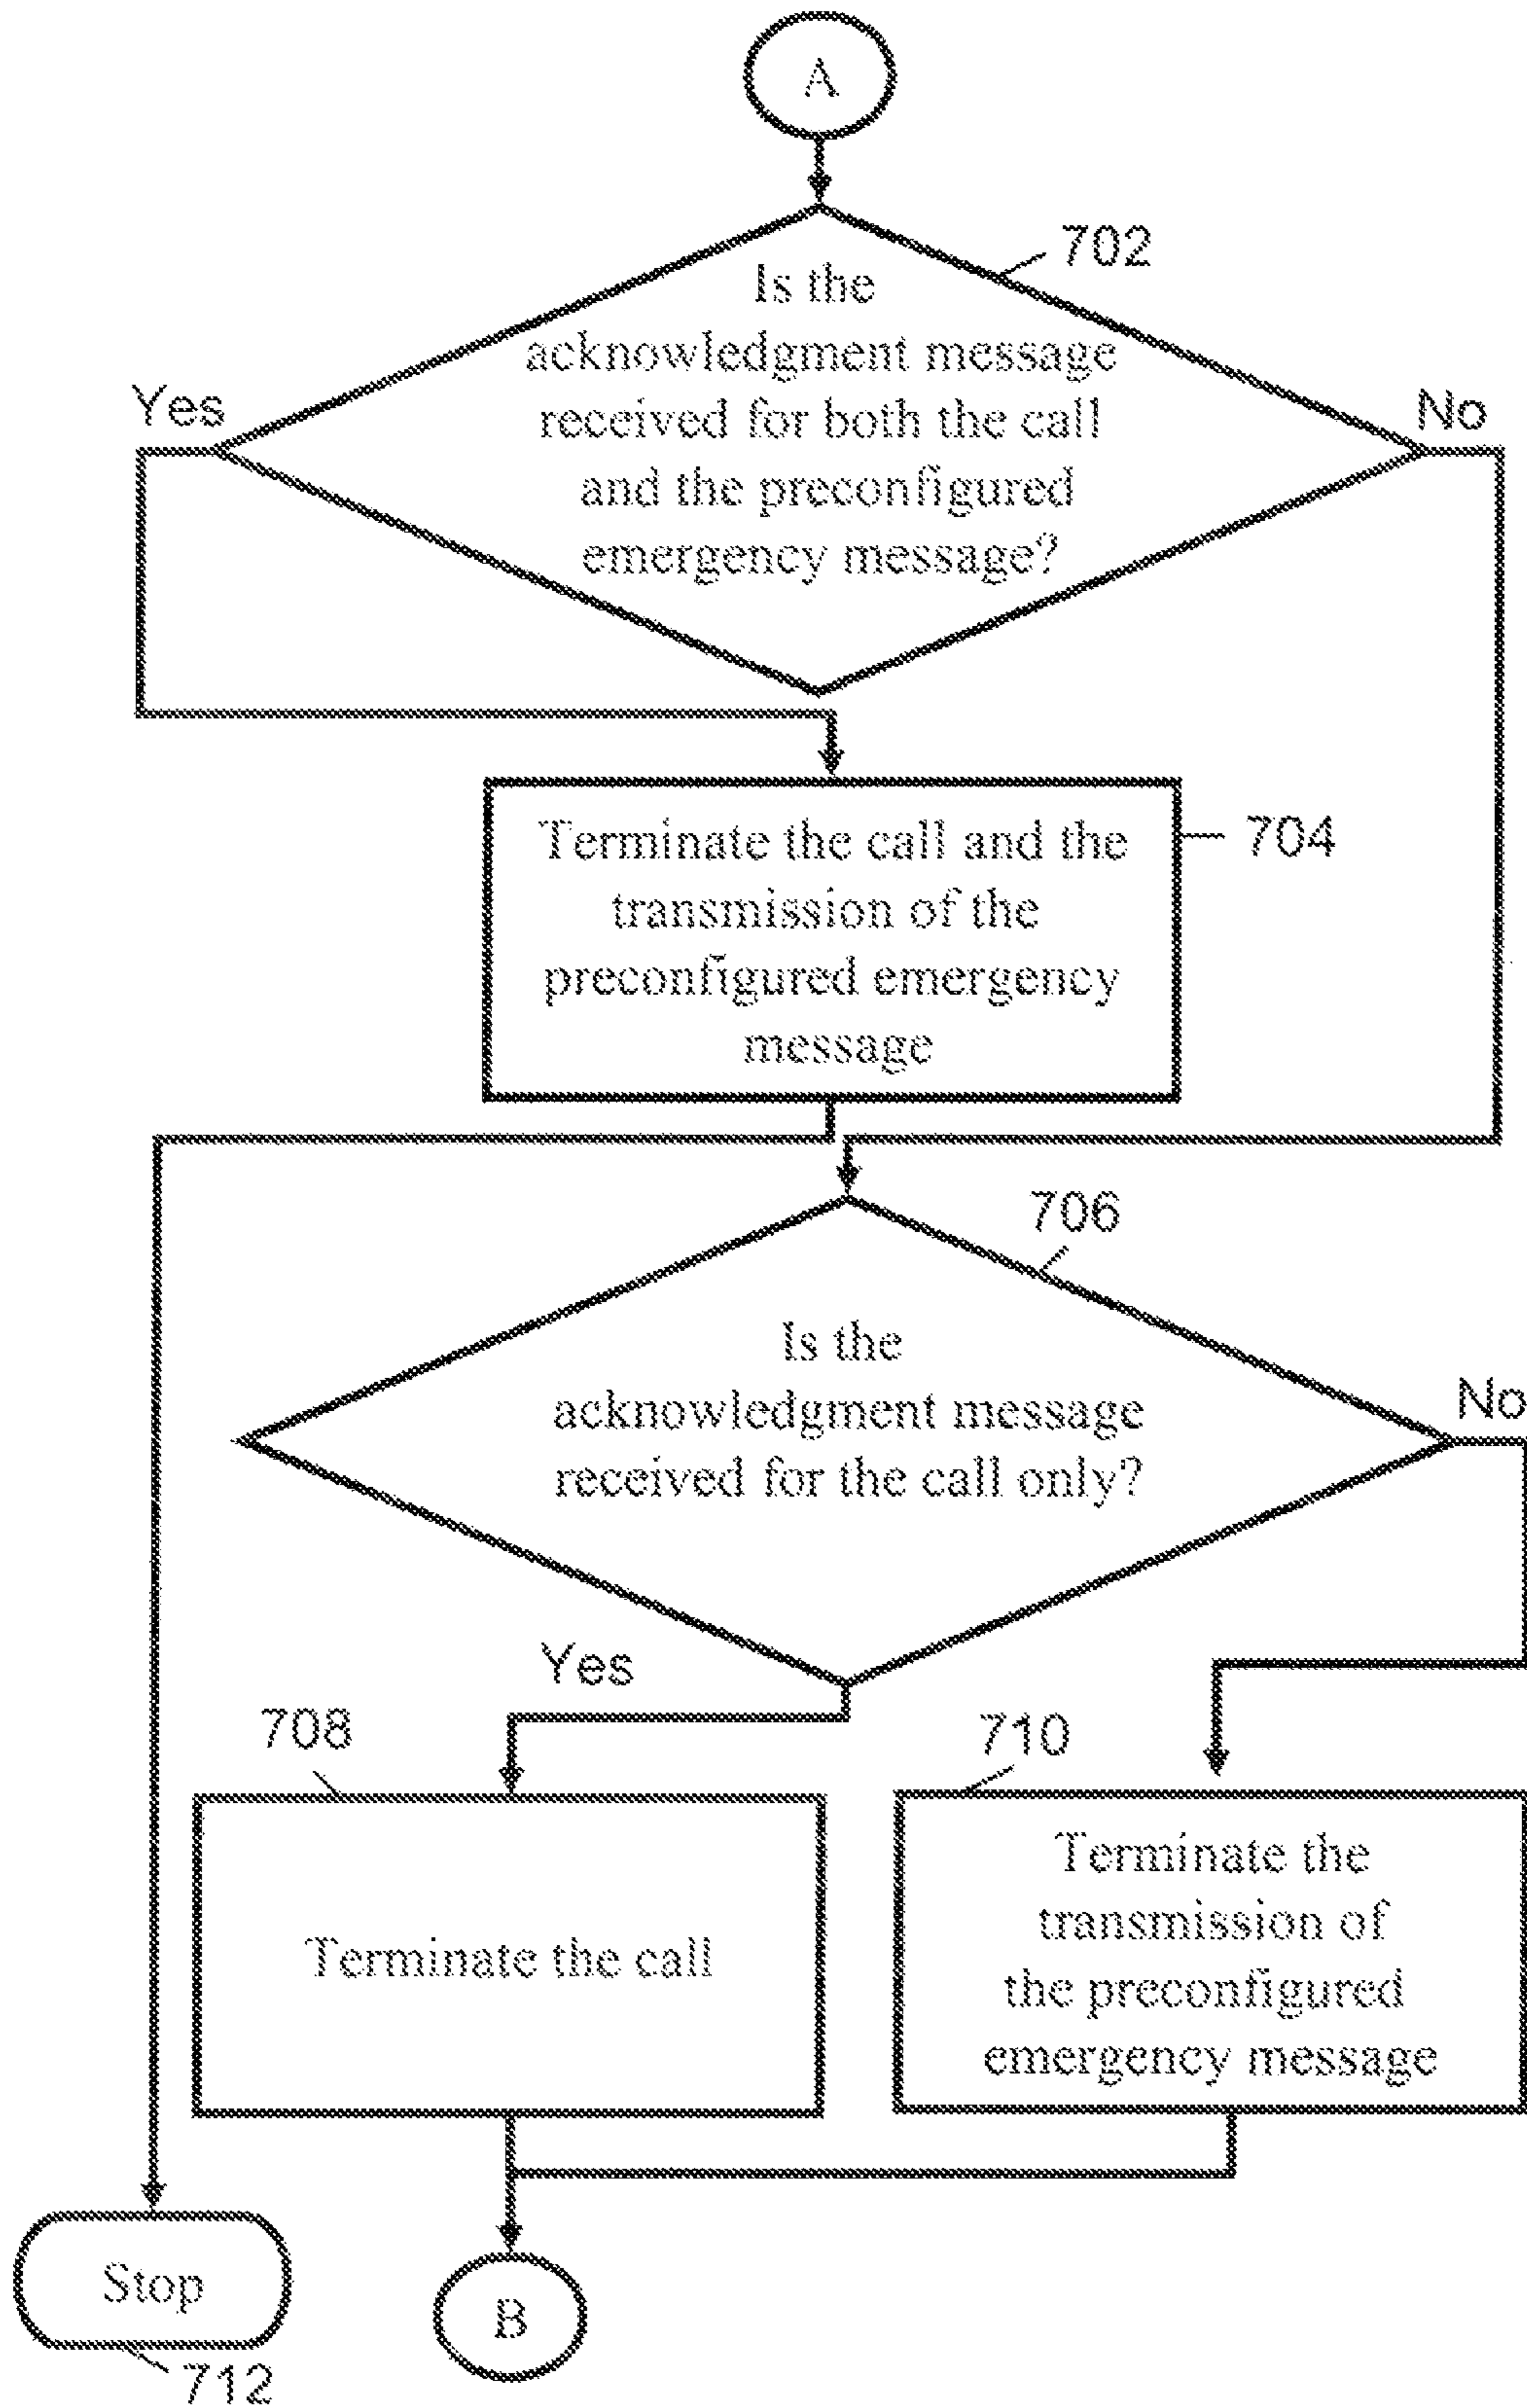 A
702
Is the
acknowledgment message
received for both the call
and the preconfigured
emergency message?
Yes
No
Terminate the call and the
transmission of the
preconfigured emergency
message
704
706
Is the
acknowledgment message
received for the call only?
No
Yes
708
710
Terminate the call
Terminate the
transmission of
the preconfigured
emergency message
Stop
B
712